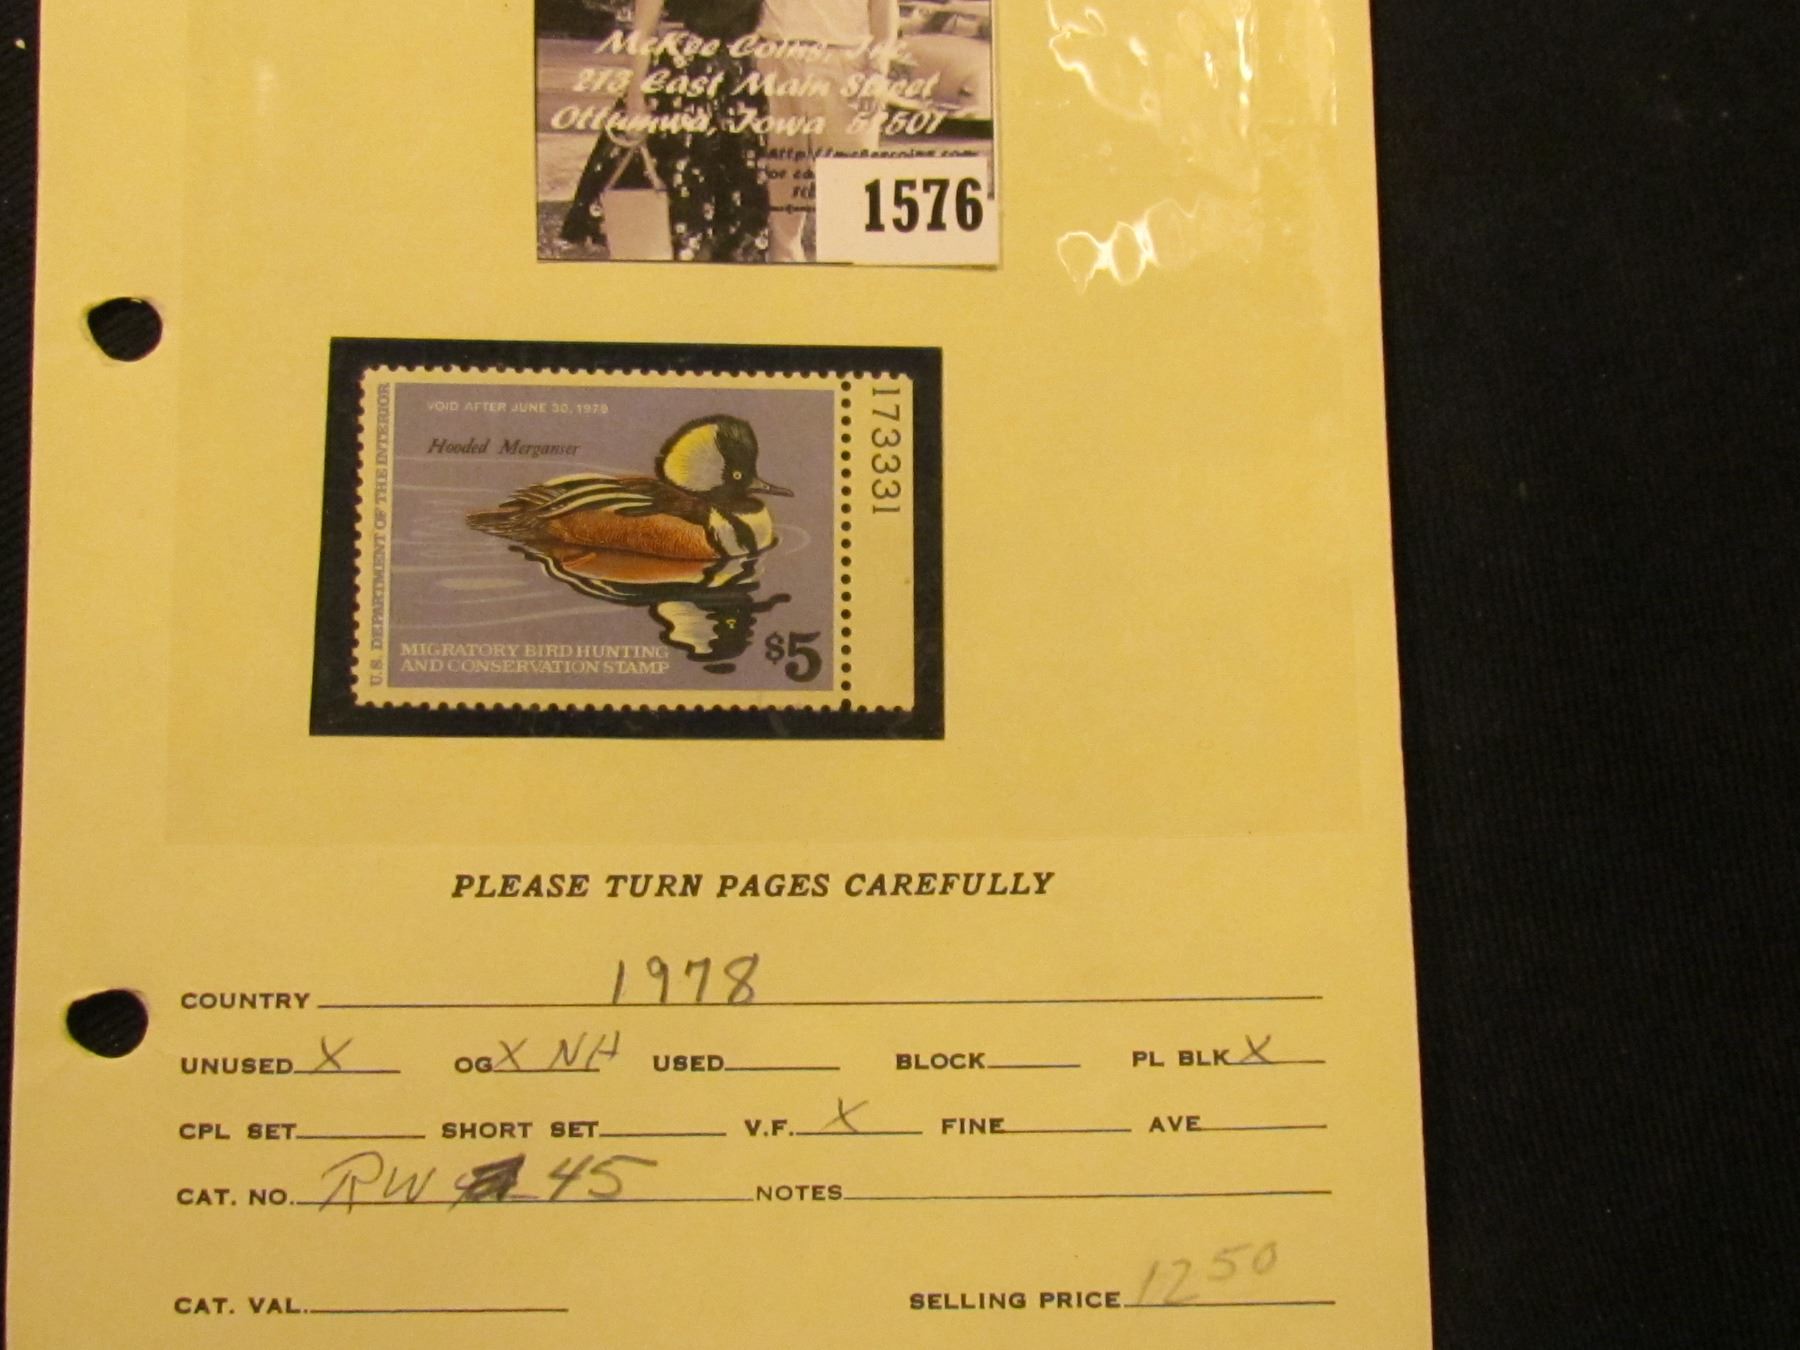 McKee Coins, Inc.
213 East Main Street
Ottumwa, Iowa 52501
1576
VOID AFTER JUNE 30, 1979
Hooded Merganser
U.S. DEPARTMENT OF THE INTERIOR
173331
MIGRATORY BIRD HUNTING
AND CONSERVATION STAMP
$5
PLEASE TURN PAGES CAREFULLY
COUNTRY 1978
UNUSED X OG X NH USED BLOCK PL BLK X
CPL SET SHORT SET V.F. X FINE AVE
CAT. NO. RW 45 NOTES
CAT. VAL. SELLING PRICE 1250